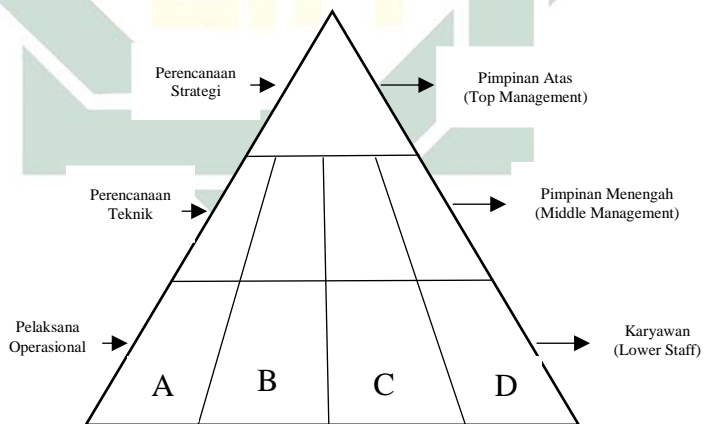 Perencanaan
Strategi
Pimpinan Atas
(Top Management)
Perencanaan
Teknik
Pimpinan Menengah
(Middle Management)
Pelaksana
Operasional
Karyawan
(Lower Staff)
A
B
C
D